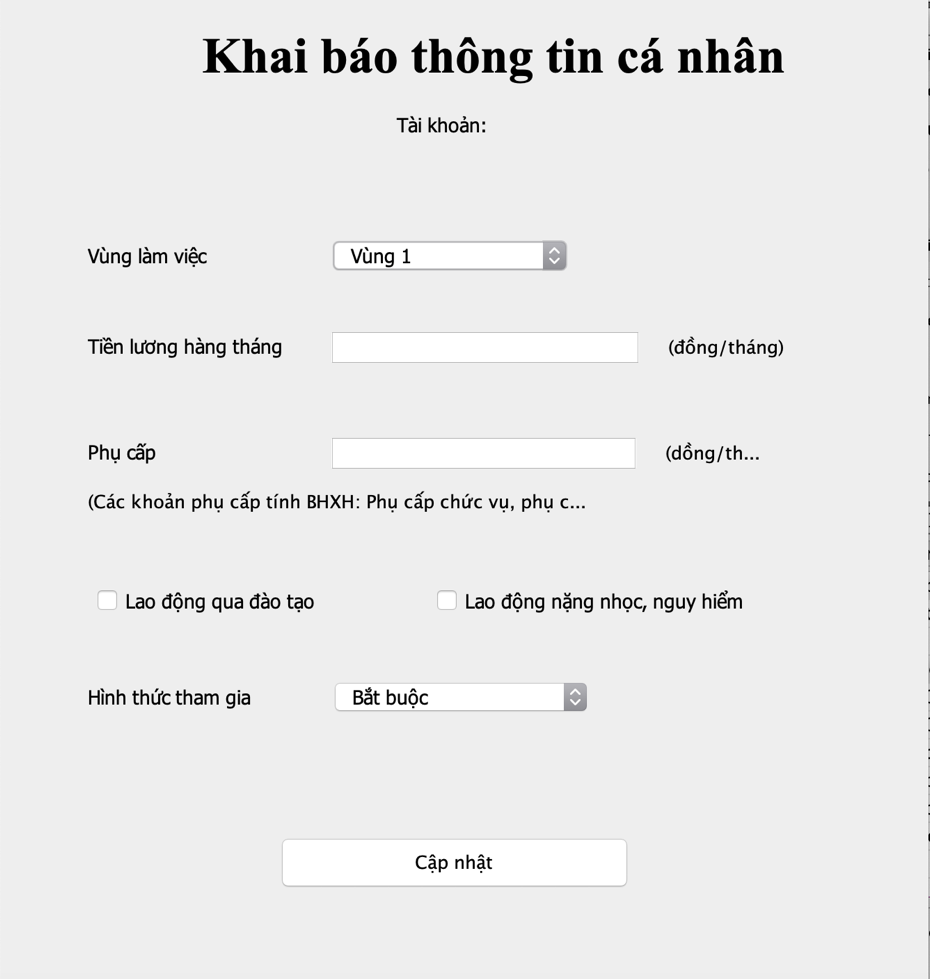 Khai báo thông tin cá nhân
Tài khoản:
Vùng làm việc Vùng 1
Tiền lương hàng tháng (đồng/tháng)
Phụ cấp (dồng/th...
(Các khoản phụ cấp tính BHXH: Phụ cấp chức vụ, phụ c...
Lao động qua đào tạo Lao động nặng nhọc, nguy hiểm
Hình thức tham gia Bắt buộc
Cập nhật